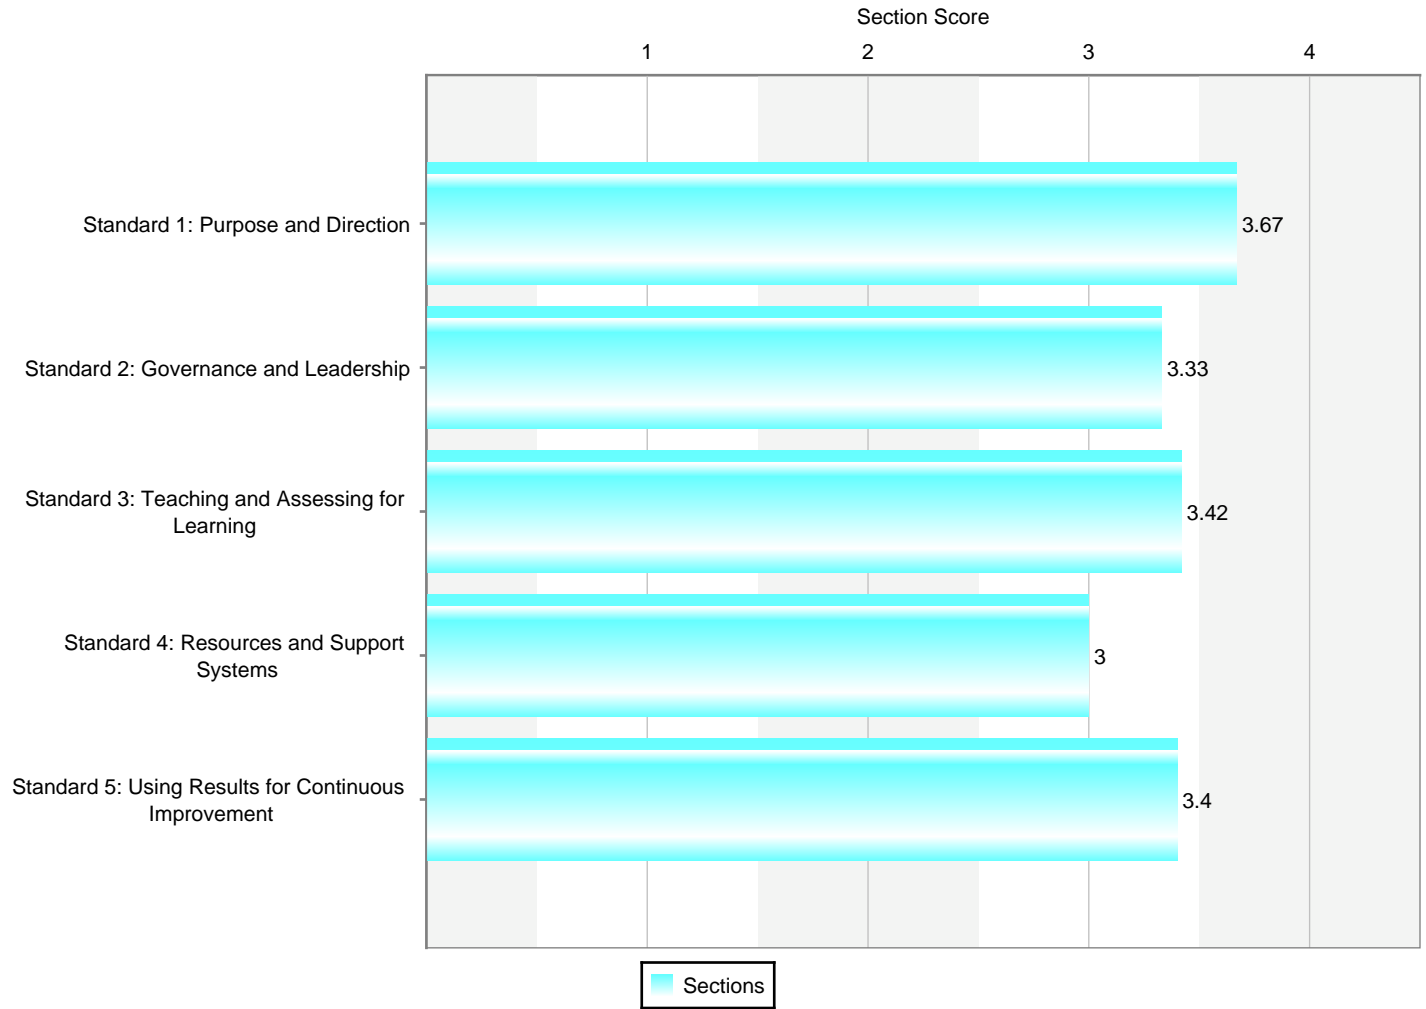 Section Score
1 2 3 4
Standard 1: Purpose and Direction
3.67
Standard 2: Governance and Leadership
3.33
Standard 3: Teaching and Assessing for
Learning
3.42
Standard 4: Resources and Support
Systems
3
Standard 5: Using Results for Continuous
Improvement
3.4
Sections